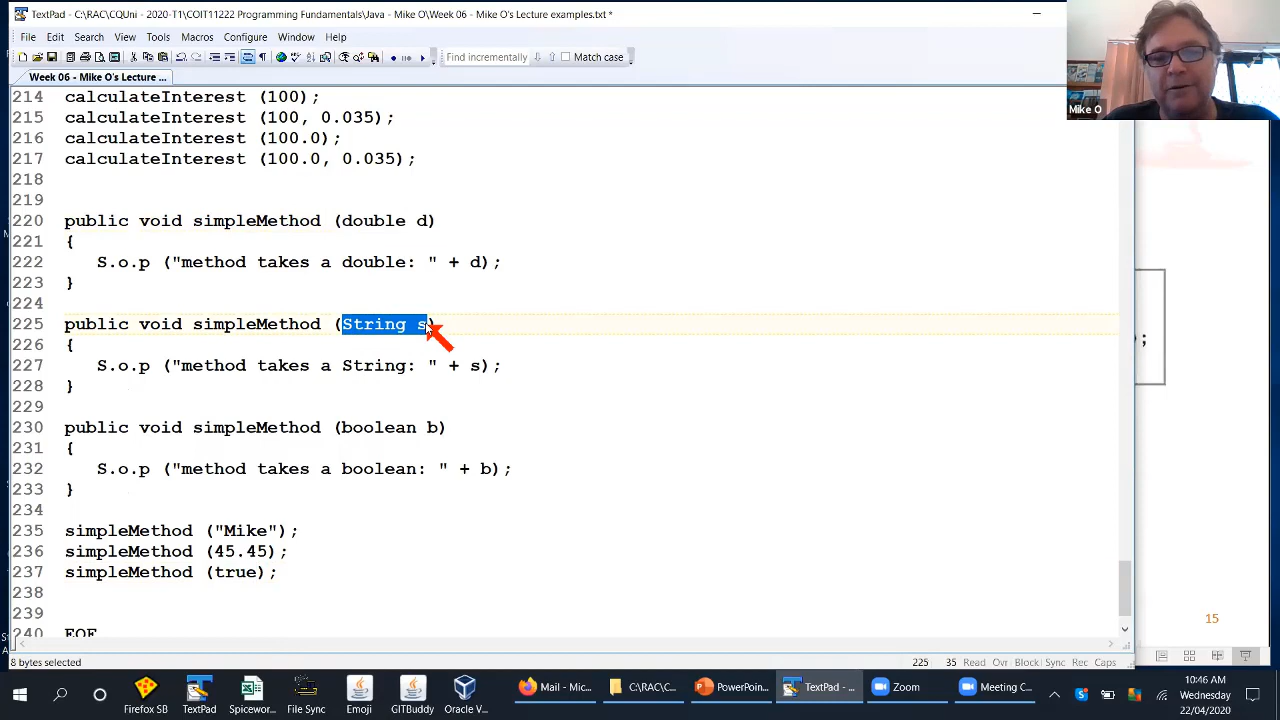 TextPad - C:\RAC\CQUni - 2020-T1\COIT11222 Programming Fundamentals\Java - Mike O\Week 06 - Mike O's Lecture examples.txt *
File Edit Search View Tools Macros Configure Window Help
Find incrementally Match case
Week 06 - Mike O's Lecture ...
Mike O
214 calculateInterest (100);
215 calculateInterest (100, 0.035);
216 calculateInterest (100.0);
217 calculateInterest (100.0, 0.035);
218
219
220 public void simpleMethod (double d)
221 {
222 S.o.p ("method takes a double: " + d);
223 }
224
225 public void simpleMethod (String s)
226 {
227 S.o.p ("method takes a String: " + s);
228 }
229
230 public void simpleMethod (boolean b)
231 {
232 S.o.p ("method takes a boolean: " + b);
233 }
234
235 simpleMethod ("Mike");
236 simpleMethod (45.45);
237 simpleMethod (true);
238
239
240 EOF
);
15
8 bytes selected 225 35 Read Ovr Block Sync Rec Caps
Firefox SB TextPad Spicewor... File Sync Emoji GITBuddy Oracle V... Mail - Mic... C:\RAC\C... PowerPoin... TextPad - ... Zoom Meeting C...
10:46 AM
Wednesday
22/04/2020